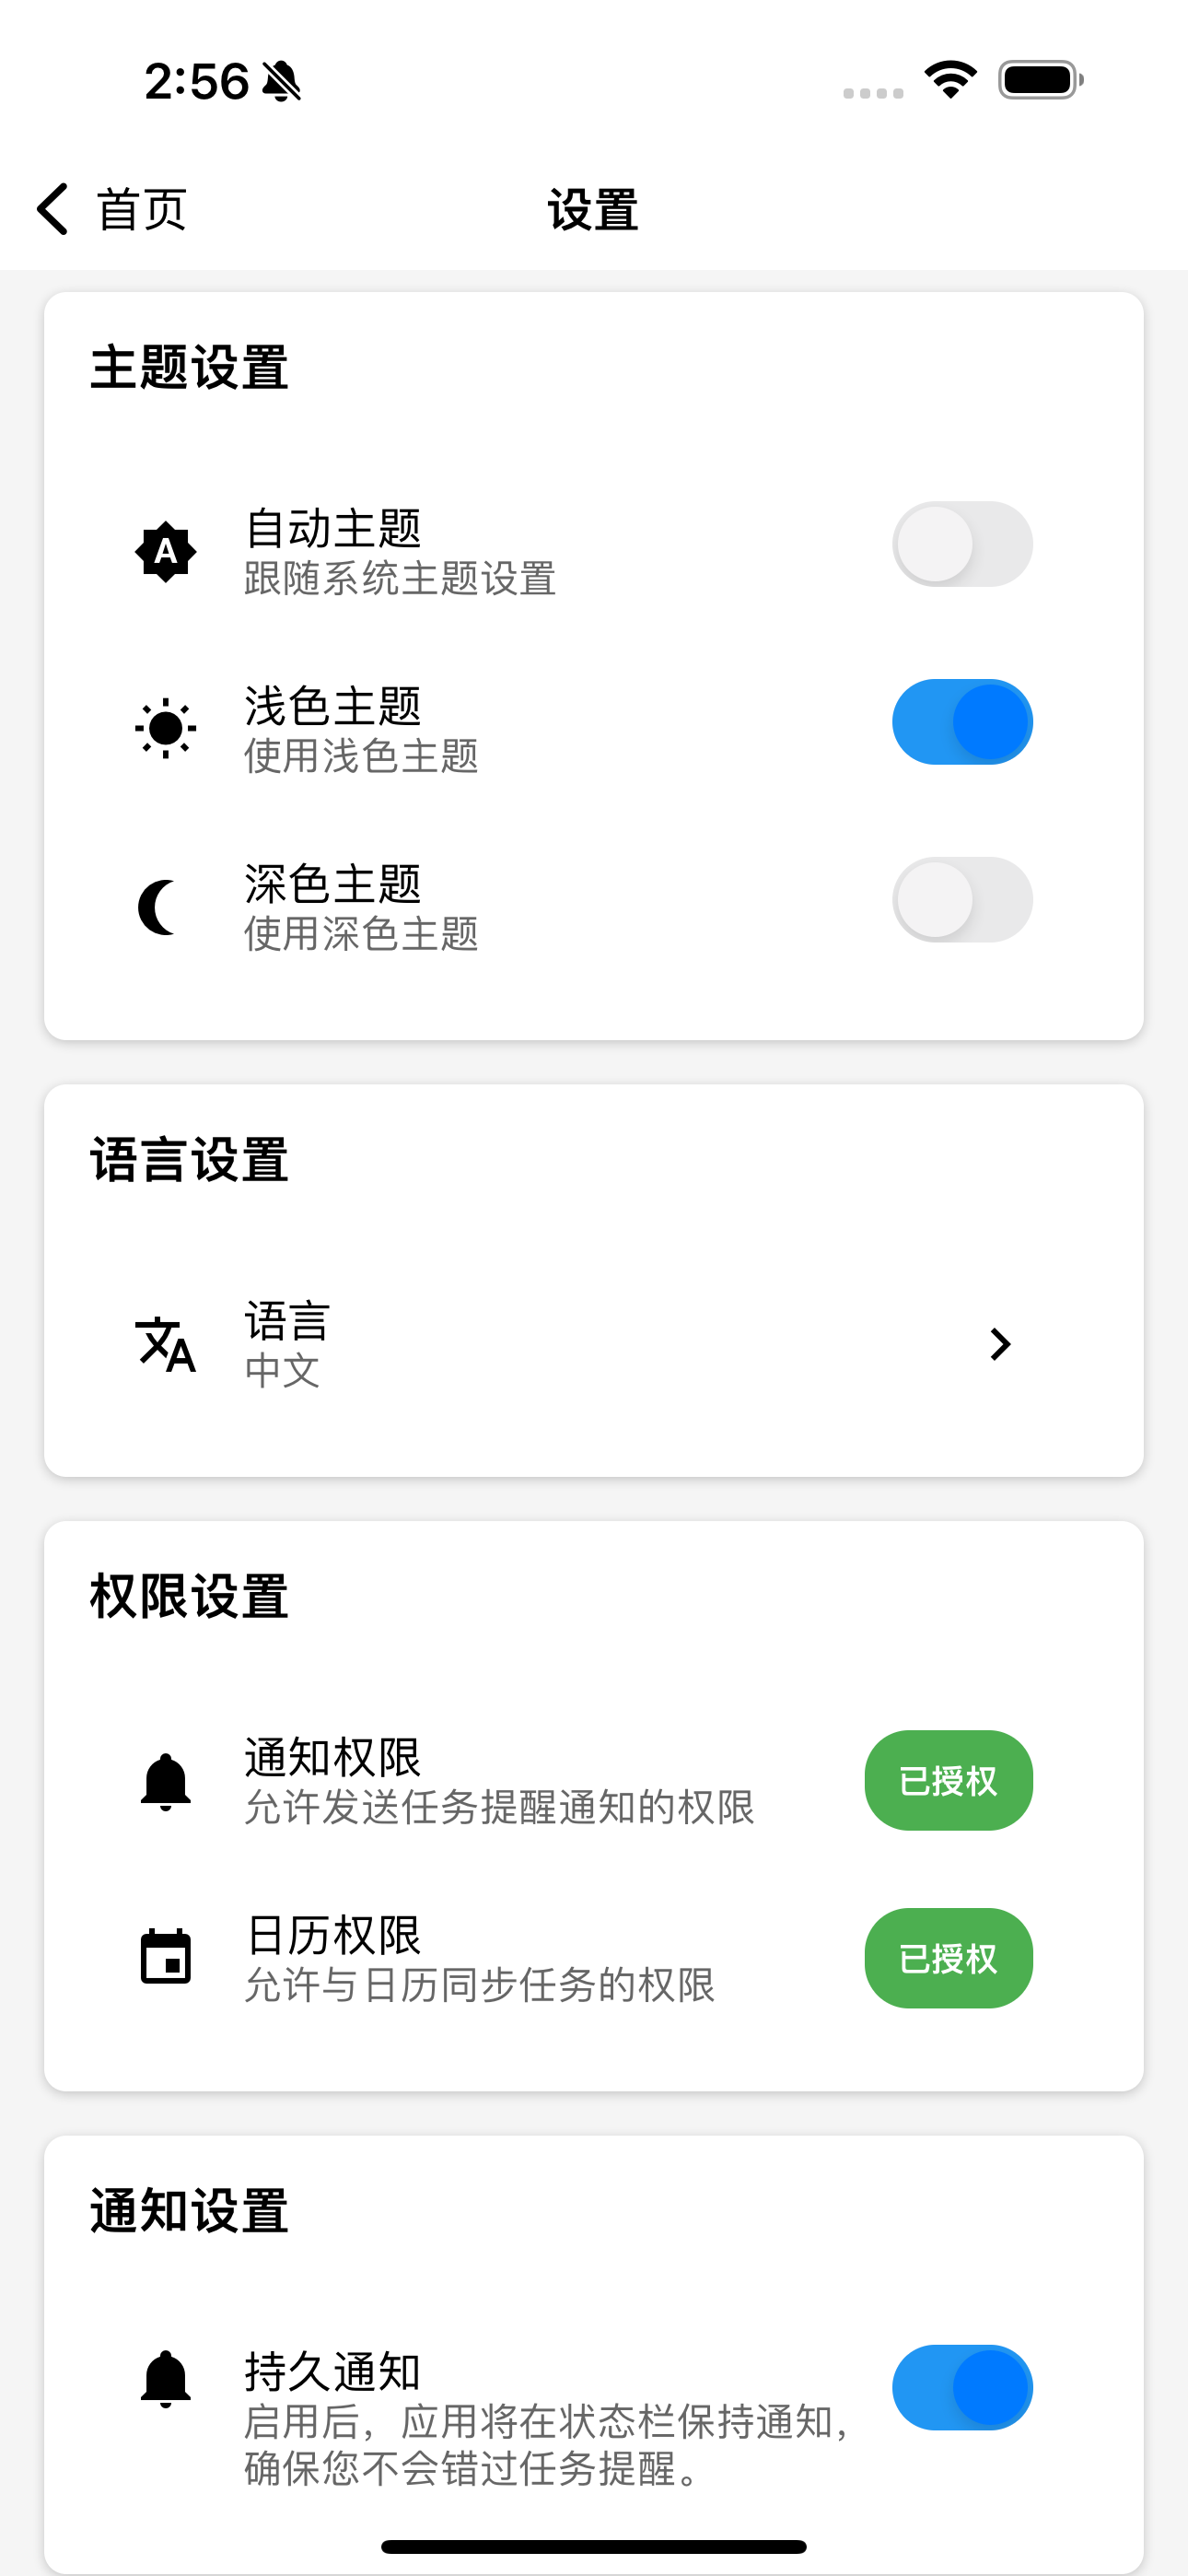 2:56
首页
设置
主题设置
A
自动主题
跟随系统主题设置
浅色主题
使用浅色主题
深色主题
使用深色主题
语言设置
语言
中文
权限设置
通知权限
允许发送任务提醒通知的权限
已授权
日历权限
允许与日历同步任务的权限
已授权
通知设置
持久通知
启用后，应用将在状态栏保持通知，
确保您不会错过任务提醒。